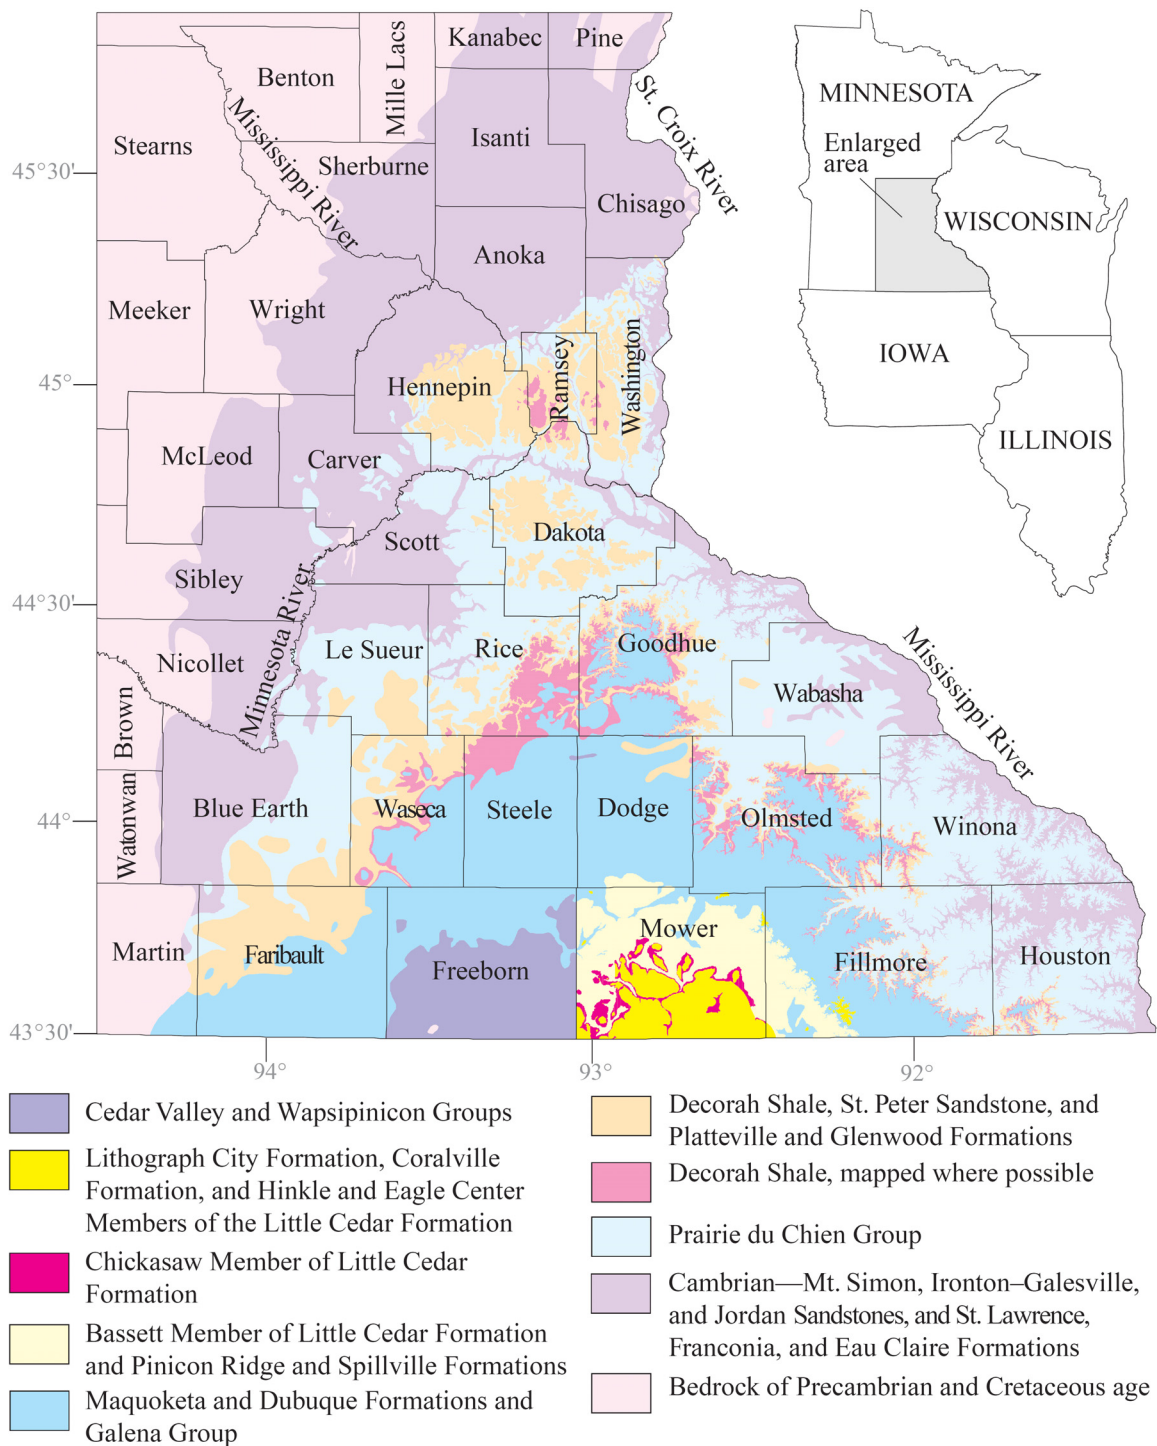 Kanabec
Pine
Mille Lacs
Benton
Stearns
Mississippi River
Isanti
St. Croix River
Sherburne
Chisago
45°30'
Anoka
Meeker
Wright
45°
Hennepin
Ramsey
Washington
McLeod
Carver
Scott
Dakota
Sibley
44°30'
Minnesota River
Nicollet
Le Sueur
Rice
Goodhue
Wabasha
Mississippi River
Brown
Watonwan
Blue Earth
Waseca
Steele
Dodge
Olmsted
Winona
44°
Martin
Faribault
Freeborn
Mower
Fillmore
Houston
43°30'
94°
93°
92°
MINNESOTA
Enlarged
area
WISCONSIN
IOWA
ILLINOIS
Cedar Valley and Wapsipinicon Groups
Lithograph City Formation, Coralville
Formation, and Hinkle and Eagle Center
Members of the Little Cedar Formation
Chickasaw Member of Little Cedar
Formation
Bassett Member of Little Cedar Formation
and Pinicon Ridge and Spillville Formations
Maquoketa and Dubuque Formations and
Galena Group
Decorah Shale, St. Peter Sandstone, and
Platteville and Glenwood Formations
Decorah Shale, mapped where possible
Prairie du Chien Group
Cambrian—Mt. Simon, Ironton–Galesville,
and Jordan Sandstones, and St. Lawrence,
Franconia, and Eau Claire Formations
Bedrock of Precambrian and Cretaceous age